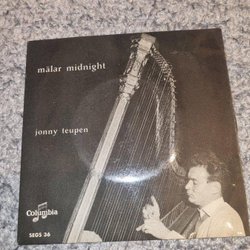 mälar midnight
jonny teupen
Columbia
SEGS 36